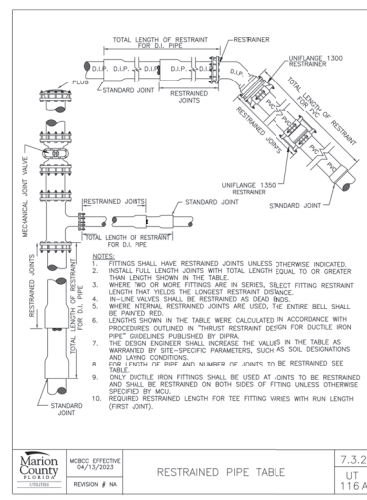 TOTAL LENGTH OF RESTRAINT
FOR D.I. PIPE
RESTRAINER
UNIFLANGE 1300
RESTRAINER
D.I.P.
D.I.P.
D.I.P.
D.I.P.
D.I.P.
PLUG
STANDARD JOINT
RESTRAINED
JOINTS
TOTAL LENGTH OF RESTRAINT
FOR PVC
PVC
PVC
PVC
PVC
RESTRAINED JOINTS
UNIFLANGE 1350
RESTRAINER
STANDARD JOINT
MECHANICAL JOINT VALVE
RESTRAINED JOINTS
STANDARD JOINT
TOTAL LENGTH OF RESTRAINT
FOR D.I. PIPE
RESTRAINED JOINTS
TOTAL LENGTH OF RESTRAINT
FOR D.I. PIPE
STANDARD
JOINT
NOTES:
1. FITTINGS SHALL HAVE RESTRAINED JOINTS UNLESS OTHERWISE INDICATED.
2. INSTALL FULL LENGTH JOINTS WITH TOTAL LENGTH EQUAL TO OR GREATER
THAN LENGTH SHOWN IN THE TABLE.
3. WHERE TWO OR MORE FITTINGS ARE IN SERIES, SELECT FITTING RESTRAINT
LENGTH THAT YIELDS THE LONGEST RESTRAINT DISTANCE.
4. IN-LINE VALVES SHALL BE RESTRAINED AS DEAD ENDS.
5. WHERE NTERNAL RESTRAINED JOINTS ARE USED, THE ENTIRE BELL SHALL
BE PAINTED RED.
6. LENGTHS SHOWN IN THE TABLE WERE CALCULATED IN ACCORDANCE WITH
PROCEDURES OUTLINED IN "THRUST RESTRAINT DESIGN FOR DUCTILE IRON
PIPE" GUIDELINES PUBLISHED BY DIPRA.
7. THE DESIGN ENGINEER SHALL INCREASE THE VALUES IN THE TABLE AS
WARRANTED BY SITE-SPECIFIC PARAMETERS, SUCH AS SOIL DESIGNATIONS
AND LAYING CONDITIONS.
8. FOR LENGTH OF PIPE AND NUMBER OF JOINTS TO BE RESTRAINED SEE
TABLE.
9. ONLY DUCTILE IRON FITTINGS SHALL BE USED AT JOINTS TO BE RESTRAINED
AND SHALL BE RESTRAINED ON BOTH SIDES OF FITTING UNLESS OTHERWISE
SPECIFIED BY MCU.
10. REQUIRED RESTRAINED LENGTH FOR TEE FITTING VARIES WITH RUN LENGTH
(FIRST JOINT).
Marion
County
FLORIDA
UTILITIES
MCBCC EFFECTIVE
04/13/2023
REVISION # NA
RESTRAINED PIPE TABLE
7.3.2
UT
116 A